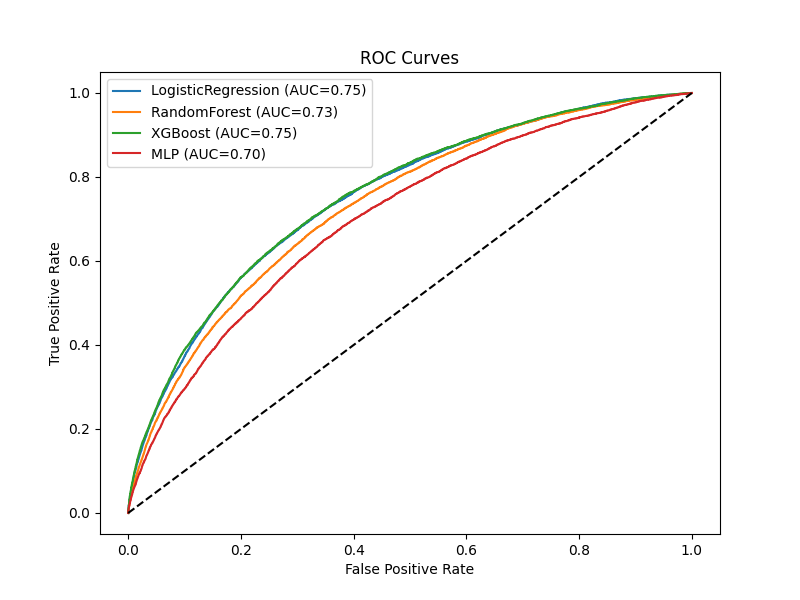 ROC Curves
LogisticRegression (AUC=0.75)
RandomForest (AUC=0.73)
XGBoost (AUC=0.75)
MLP (AUC=0.70)
1.0
0.8
0.6
0.4
0.2
0.0
True Positive Rate
0.0 0.2 0.4 0.6 0.8 1.0
False Positive Rate